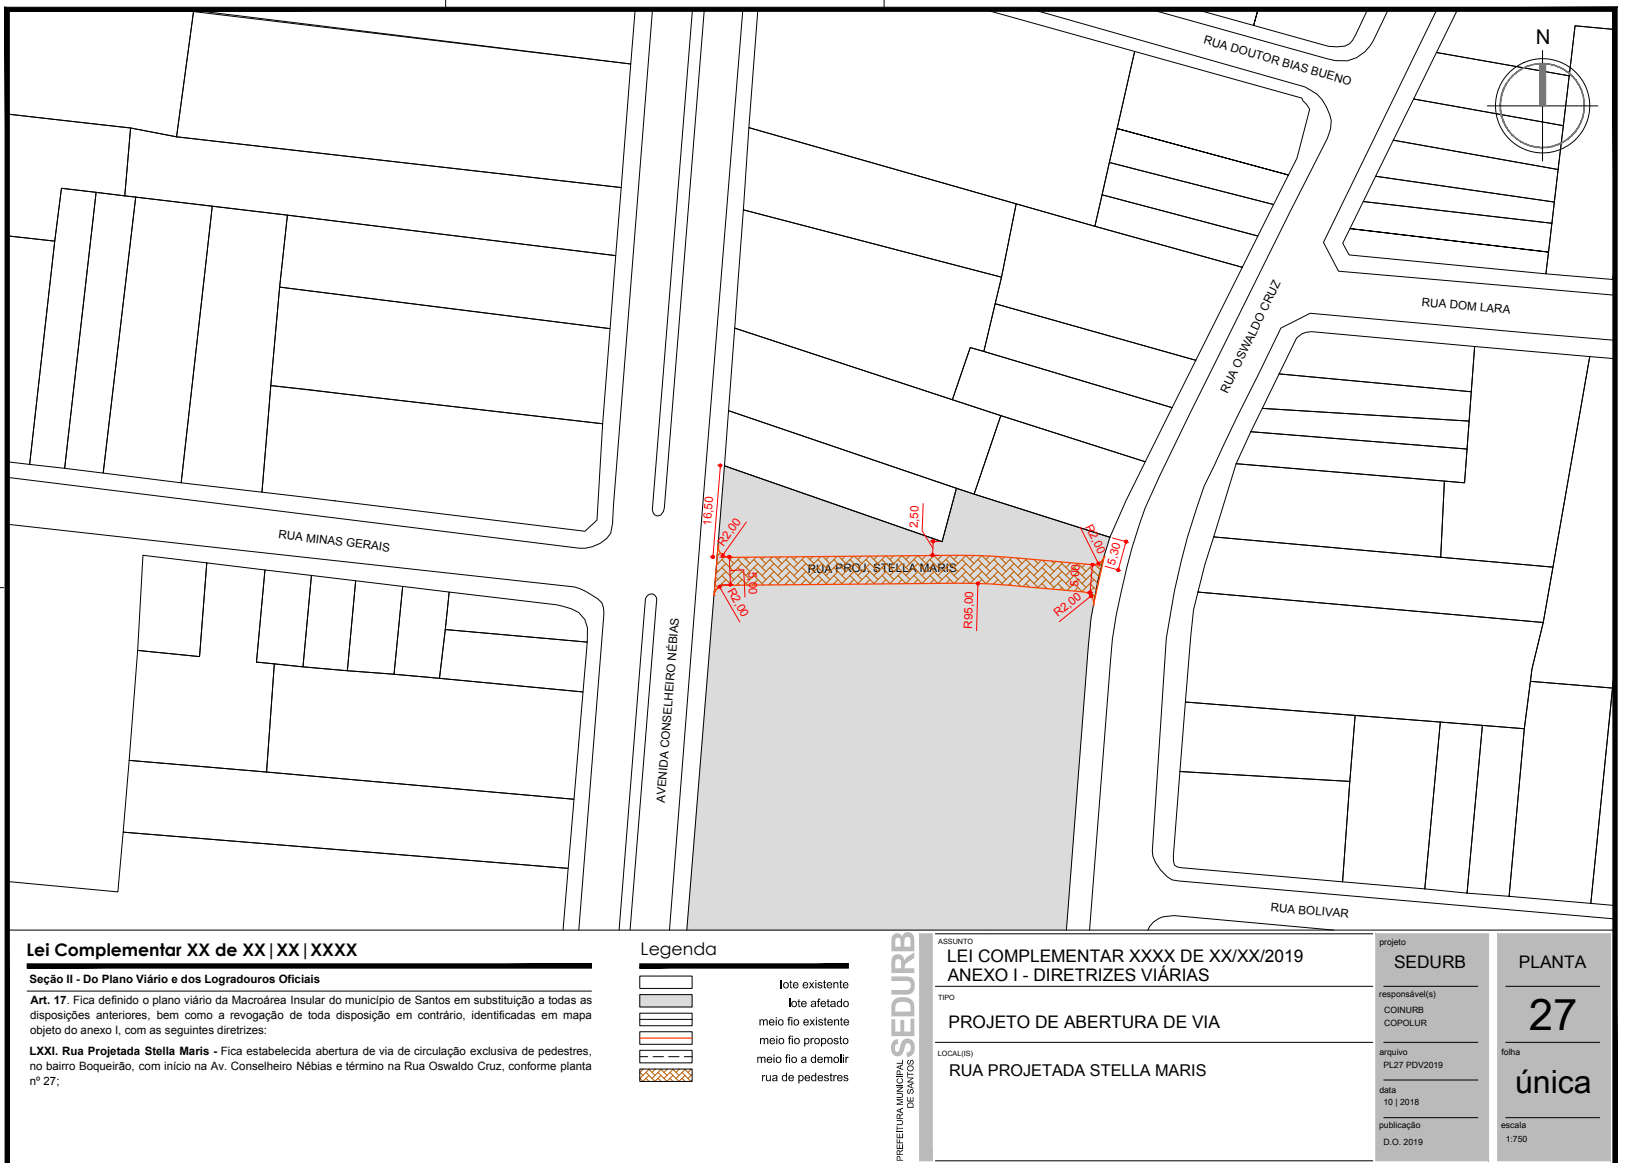 N
RUA DOUTOR BIAS BUENO
RUA DOM LARA
RUA OSWALDO CRUZ
16,50
R2.00
2,50
R2.00
5,30
RUA MINAS GERAIS
RUA PROJ. STELLA MARIS
5,00
5,00
R2.00
R95.00
R2.00
AVENIDA CONSELHEIRO NÉBIAS
RUA BOLIVAR
Lei Complementar XX de XX|XX|XXXX
Seção II - Do Plano Viário e dos Logradouros Oficiais
Art. 17. Fica definido o plano viário da Macroárea Insular do município de Santos em substituição a todas as
disposições anteriores, bem como a revogação de toda disposição em contrário, identificadas em mapa
objeto do anexo I, com as seguintes diretrizes:
LXXI. Rua Projetada Stella Maris - Fica estabelecida abertura de via de circulação exclusiva de pedestres,
no bairro Boqueirão, com início na Av. Conselheiro Nébias e término na Rua Oswaldo Cruz, conforme planta
nº 27;
Legenda
lote existente
lote afetado
meio fio existente
meio fio proposto
meio fio a demolir
rua de pedestres
PREFEITURA MUNICIPAL
DE SANTOS
SEDURB
ASSUNTO
LEI COMPLEMENTAR XXXX DE XX/XX/2019
ANEXO I - DIRETRIZES VIÁRIAS
TIPO
PROJETO DE ABERTURA DE VIA
LOCAL(IS)
RUA PROJETADA STELLA MARIS
projeto
SEDURB
responsável(s)
COINURB
COPOLUR
arquivo
PL27 PDV2019
data
10 | 2018
publicação
D.O. 2019
PLANTA
27
folha
única
escala
1:750